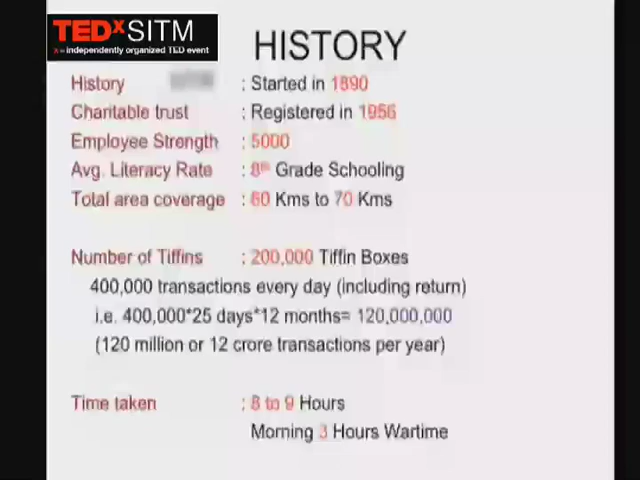 TEDxSITM
x = independently organized TED event
HISTORY
History : Started in 1890
Charitable trust : Registered in 1956
Employee Strength : 5000
Avg. Literacy Rate : 8th Grade Schooling
Total area coverage : 60 Kms to 70 Kms
Number of Tiffins : 200,000 Tiffin Boxes
400,000 transactions every day (including return)
i.e. 400,000*25 days*12 months= 120,000,000
(120 million or 12 crore transactions per year)
Time taken : 8 to 9 Hours
Morning 3 Hours Wartime